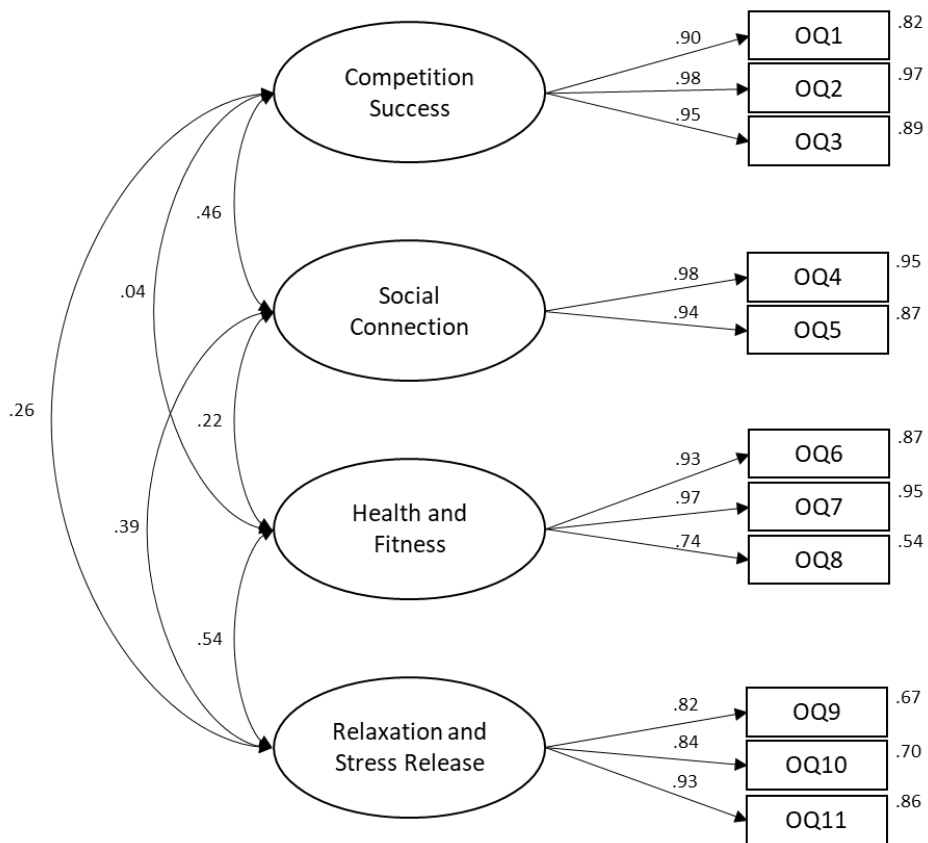 Competition
Success
.90
OQ1
.82
.98
OQ2
.97
.95
OQ3
.89
.46
.04
Social
Connection
.98
OQ4
.95
.94
OQ5
.87
.26
.22
.39
Health and
Fitness
.93
OQ6
.87
.97
OQ7
.95
.74
OQ8
.54
.54
Relaxation and
Stress Release
.82
OQ9
.67
.84
OQ10
.70
.93
OQ11
.86